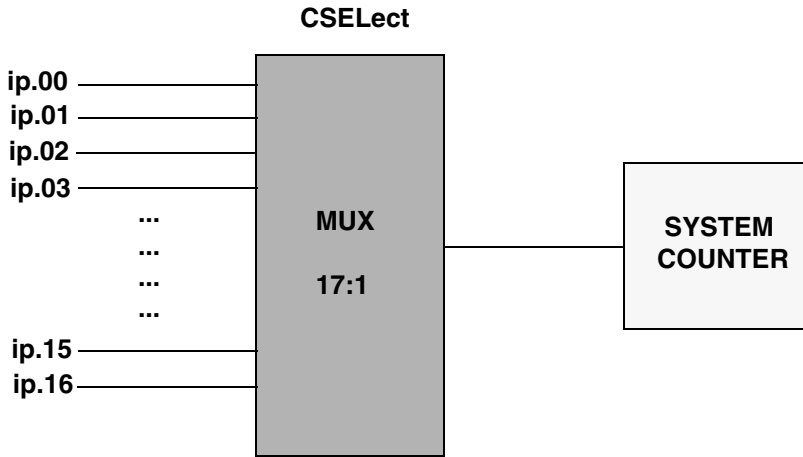 CSELect
ip.00
ip.01
ip.02
ip.03
...
...
...
...
ip.15
ip.16
MUX
17:1
SYSTEM
COUNTER